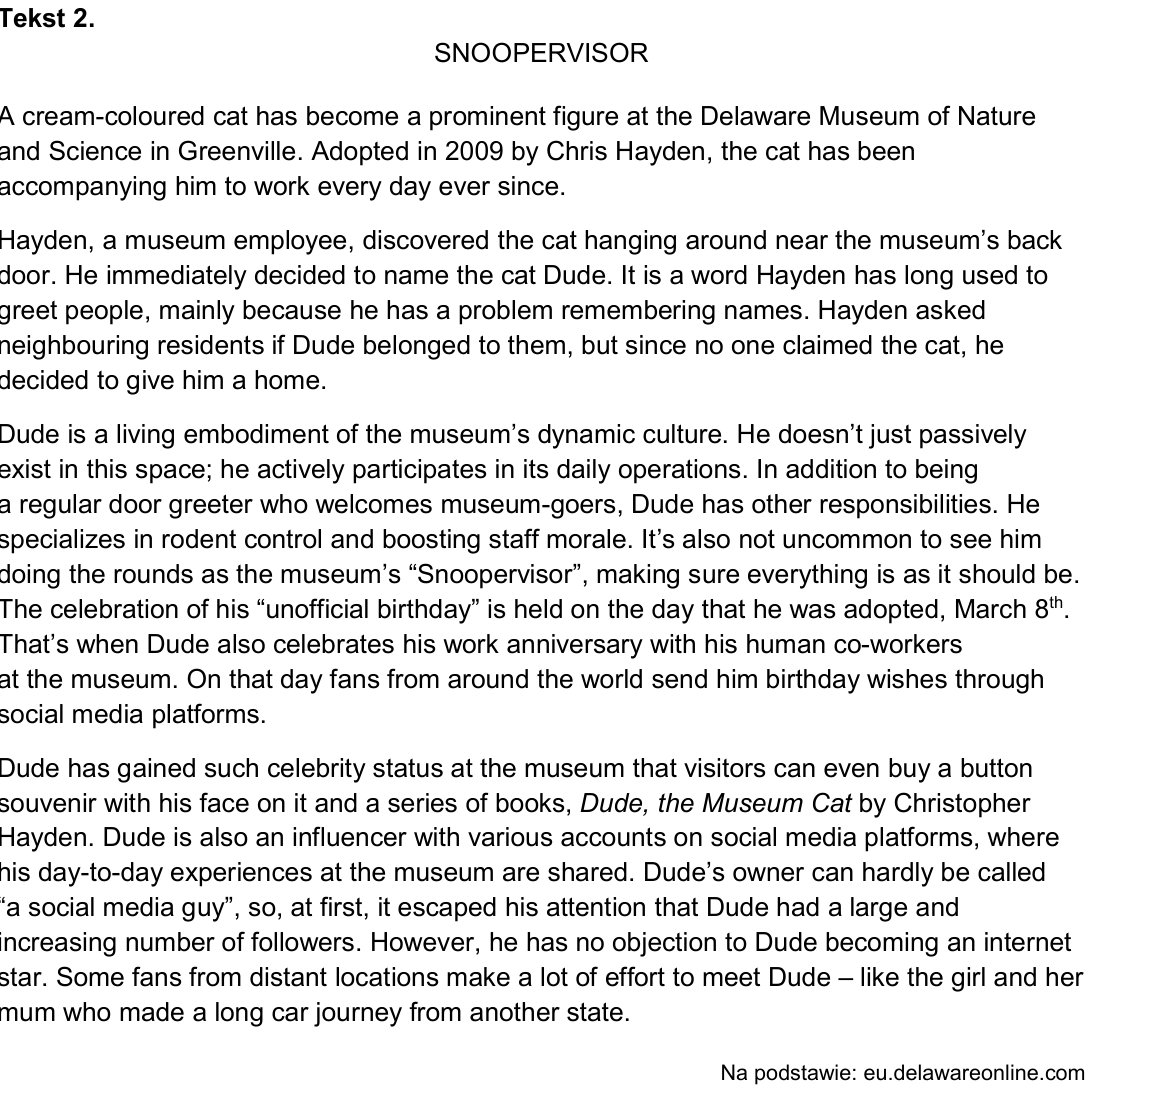 Tekst 2.
SNOOPERVISOR
A cream-coloured cat has become a prominent figure at the Delaware Museum of Nature
and Science in Greenville. Adopted in 2009 by Chris Hayden, the cat has been
accompanying him to work every day ever since.
Hayden, a museum employee, discovered the cat hanging around near the museum’s back
door. He immediately decided to name the cat Dude. It is a word Hayden has long used to
greet people, mainly because he has a problem remembering names. Hayden asked
neighbouring residents if Dude belonged to them, but since no one claimed the cat, he
decided to give him a home.
Dude is a living embodiment of the museum’s dynamic culture. He doesn’t just passively
exist in this space; he actively participates in its daily operations. In addition to being
a regular door greeter who welcomes museum-goers, Dude has other responsibilities. He
specializes in rodent control and boosting staff morale. It’s also not uncommon to see him
doing the rounds as the museum’s “Snoopervisor”, making sure everything is as it should be.
The celebration of his “unofficial birthday” is held on the day that he was adopted, March 8th.
That’s when Dude also celebrates his work anniversary with his human co-workers
at the museum. On that day fans from around the world send him birthday wishes through
social media platforms.
Dude has gained such celebrity status at the museum that visitors can even buy a button
souvenir with his face on it and a series of books, Dude, the Museum Cat by Christopher
Hayden. Dude is also an influencer with various accounts on social media platforms, where
his day-to-day experiences at the museum are shared. Dude’s owner can hardly be called
“a social media guy”, so, at first, it escaped his attention that Dude had a large and
increasing number of followers. However, he has no objection to Dude becoming an internet
star. Some fans from distant locations make a lot of effort to meet Dude – like the girl and her
mum who made a long car journey from another state.
Na podstawie: eu.delawareonline.com